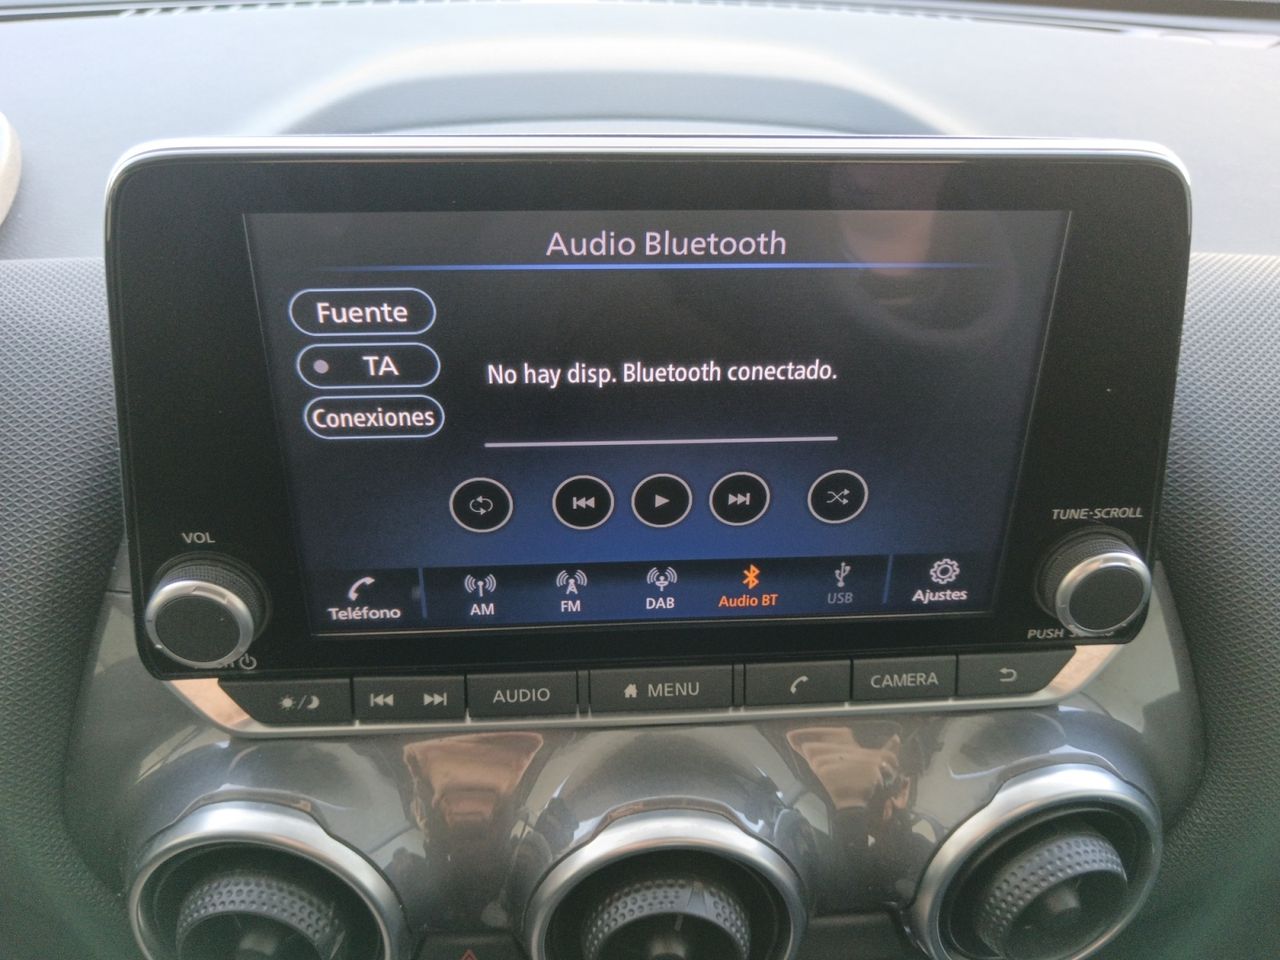 Audio Bluetooth
Fuente
TA
Conexiones
No hay disp. Bluetooth conectado.
VOL
TUNE·SCROLL
Teléfono
AM
FM
DAB
Audio BT
USB
Ajustes
PUSH
AUDIO
MENU
CAMERA